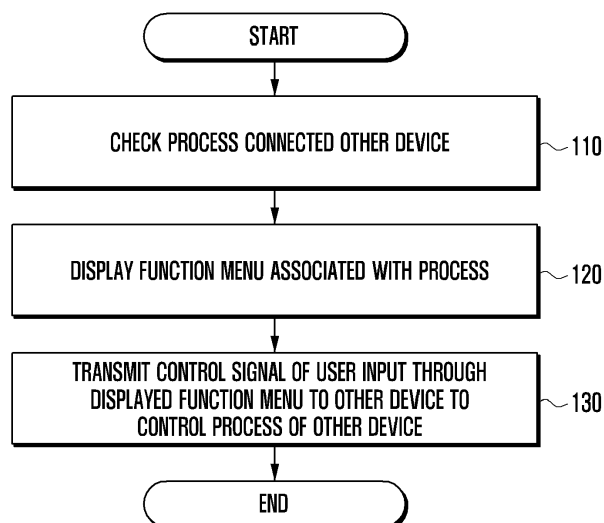 START
CHECK PROCESS CONNECTED OTHER DEVICE
110
DISPLAY FUNCTION MENU ASSOCIATED WITH PROCESS
120
TRANSMIT CONTROL SIGNAL OF USER INPUT THROUGH
DISPLAYED FUNCTION MENU TO OTHER DEVICE TO
CONTROL PROCESS OF OTHER DEVICE
130
END